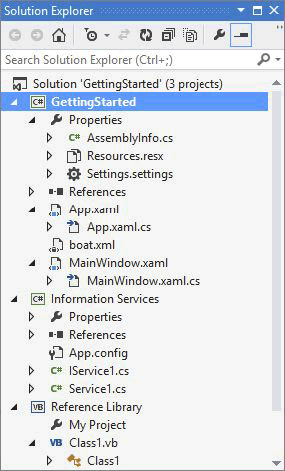 Solution Explorer
Search Solution Explorer (Ctrl+;)
Solution 'GettingStarted' (3 projects)
C# GettingStarted
Properties
C# AssemblyInfo.cs
Resources.resx
Settings.settings
References
App.xaml
App.xaml.cs
boat.xml
MainWindow.xaml
MainWindow.xaml.cs
C# Information Services
Properties
References
App.config
C# IService1.cs
C# Service1.cs
VB Reference Library
My Project
VB Class1.vb
Class1